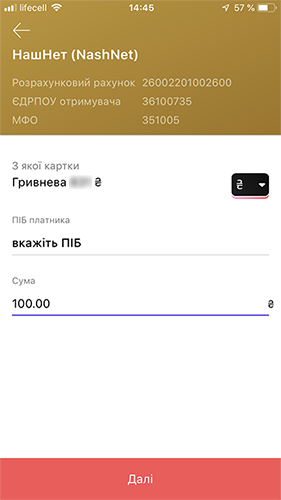 lifecell 14:45 57 %
НашНет (NashNet)
Розрахунковий рахунок 26002201002600
ЄДРПОУ отримувача 36100735
МФО 351005
З якої картки
Гривнева ₴
₴
ПІБ платника
вкажіть ПІБ
Сума
100.00 ₴
Далі